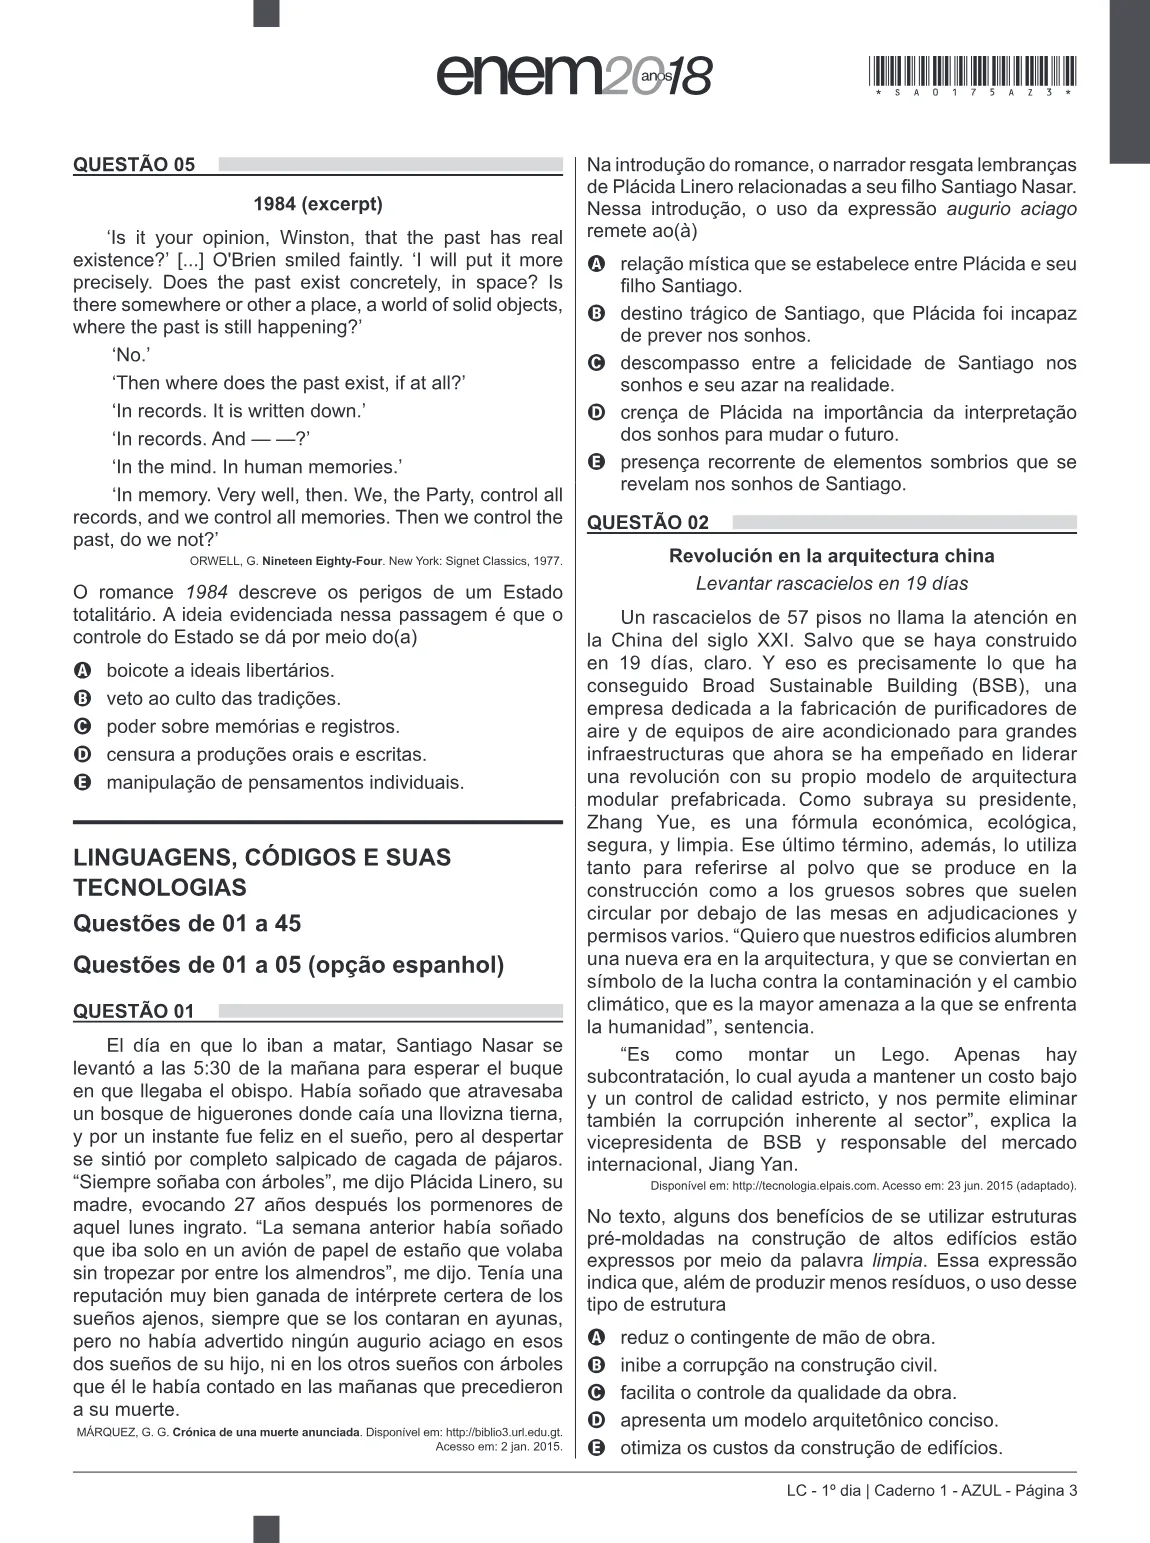 enem20anos18
*SA0175AZ3*
QUESTÃO 05
1984 (excerpt)
‘Is it your opinion, Winston, that the past has real
existence?’ [...] O'Brien smiled faintly. ‘I will put it more
precisely. Does the past exist concretely, in space? Is
there somewhere or other a place, a world of solid objects,
where the past is still happening?’
‘No.’
‘Then where does the past exist, if at all?’
‘In records. It is written down.’
‘In records. And — —?’
‘In the mind. In human memories.’
‘In memory. Very well, then. We, the Party, control all
records, and we control all memories. Then we control the
past, do we not?’
ORWELL, G. Nineteen Eighty-Four. New York: Signet Classics, 1977.
O romance 1984 descreve os perigos de um Estado
totalitário. A ideia evidenciada nessa passagem é que o
controle do Estado se dá por meio do(a)
A boicote a ideais libertários.
B veto ao culto das tradições.
C poder sobre memórias e registros.
D censura a produções orais e escritas.
E manipulação de pensamentos individuais.
LINGUAGENS, CÓDIGOS E SUAS
TECNOLOGIAS
Questões de 01 a 45
Questões de 01 a 05 (opção espanhol)
QUESTÃO 01
El día en que lo iban a matar, Santiago Nasar se
levantó a las 5:30 de la mañana para esperar el buque
en que llegaba el obispo. Había soñado que atravesaba
un bosque de higuerones donde caía una llovizna tierna,
y por un instante fue feliz en el sueño, pero al despertar
se sintió por completo salpicado de cagada de pájaros.
“Siempre soñaba con árboles”, me dijo Plácida Linero, su
madre, evocando 27 años después los pormenores de
aquel lunes ingrato. “La semana anterior había soñado
que iba solo en un avión de papel de estaño que volaba
sin tropezar por entre los almendros”, me dijo. Tenía una
reputación muy bien ganada de intérprete certera de los
sueños ajenos, siempre que se los contaran en ayunas,
pero no había advertido ningún augurio aciago en esos
dos sueños de su hijo, ni en los otros sueños con árboles
que él le había contado en las mañanas que precedieron
a su muerte.
MÁRQUEZ, G. G. Crónica de una muerte anunciada. Disponível em: http://biblio3.url.edu.gt.
Acesso em: 2 jan. 2015.
Na introdução do romance, o narrador resgata lembranças
de Plácida Linero relacionadas a seu filho Santiago Nasar.
Nessa introdução, o uso da expressão augurio aciago
remete ao(à)
A relação mística que se estabelece entre Plácida e seu
filho Santiago.
B destino trágico de Santiago, que Plácida foi incapaz
de prever nos sonhos.
C descompasso entre a felicidade de Santiago nos
sonhos e seu azar na realidade.
D crença de Plácida na importância da interpretação
dos sonhos para mudar o futuro.
E presença recorrente de elementos sombrios que se
revelam nos sonhos de Santiago.
QUESTÃO 02
Revolución en la arquitectura china
Levantar rascacielos en 19 días
Un rascacielos de 57 pisos no llama la atención en
la China del siglo XXI. Salvo que se haya construido
en 19 días, claro. Y eso es precisamente lo que ha
conseguido Broad Sustainable Building (BSB), una
empresa dedicada a la fabricación de purificadores de
aire y de equipos de aire acondicionado para grandes
infraestructuras que ahora se ha empeñado en liderar
una revolución con su propio modelo de arquitectura
modular prefabricada. Como subraya su presidente,
Zhang Yue, es una fórmula económica, ecológica,
segura, y limpia. Ese último término, además, lo utiliza
tanto para referirse al polvo que se produce en la
construcción como a los gruesos sobres que suelen
circular por debajo de las mesas en adjudicaciones y
permisos varios. “Quiero que nuestros edificios alumbren
una nueva era en la arquitectura, y que se conviertan en
símbolo de la lucha contra la contaminación y el cambio
climático, que es la mayor amenaza a la que se enfrenta
la humanidad”, sentencia.
“Es como montar un Lego. Apenas hay
subcontratación, lo cual ayuda a mantener un costo bajo
y un control de calidad estricto, y nos permite eliminar
también la corrupción inherente al sector”, explica la
vicepresidenta de BSB y responsable del mercado
internacional, Jiang Yan.
Disponível em: http://tecnologia.elpais.com. Acesso em: 23 jun. 2015 (adaptado).
No texto, alguns dos benefícios de se utilizar estruturas
pré-moldadas na construção de altos edifícios estão
expressos por meio da palavra limpia. Essa expressão
indica que, além de produzir menos resíduos, o uso desse
tipo de estrutura
A reduz o contingente de mão de obra.
B inibe a corrupção na construção civil.
C facilita o controle da qualidade da obra.
D apresenta um modelo arquitetônico conciso.
E otimiza os custos da construção de edifícios.
LC - 1º dia | Caderno 1 - AZUL - Página 3